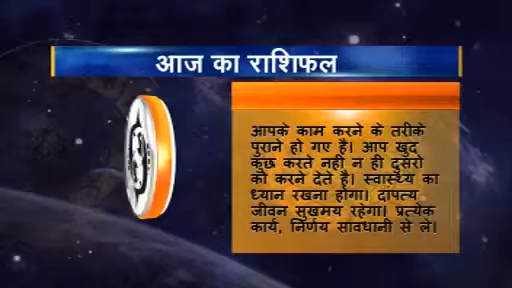 आज का राशिफल
आपके काम करने के तरीके
पुराने हो गए है। आप खुद
कुछ करते नही न ही दुसरो
को करने देते है। स्वास्थ्य का
ध्यान रखना होगा। दांपत्य
जीवन सुखमय रहेगा। प्रत्येक
कार्य, निर्णय सावधानी से ले।